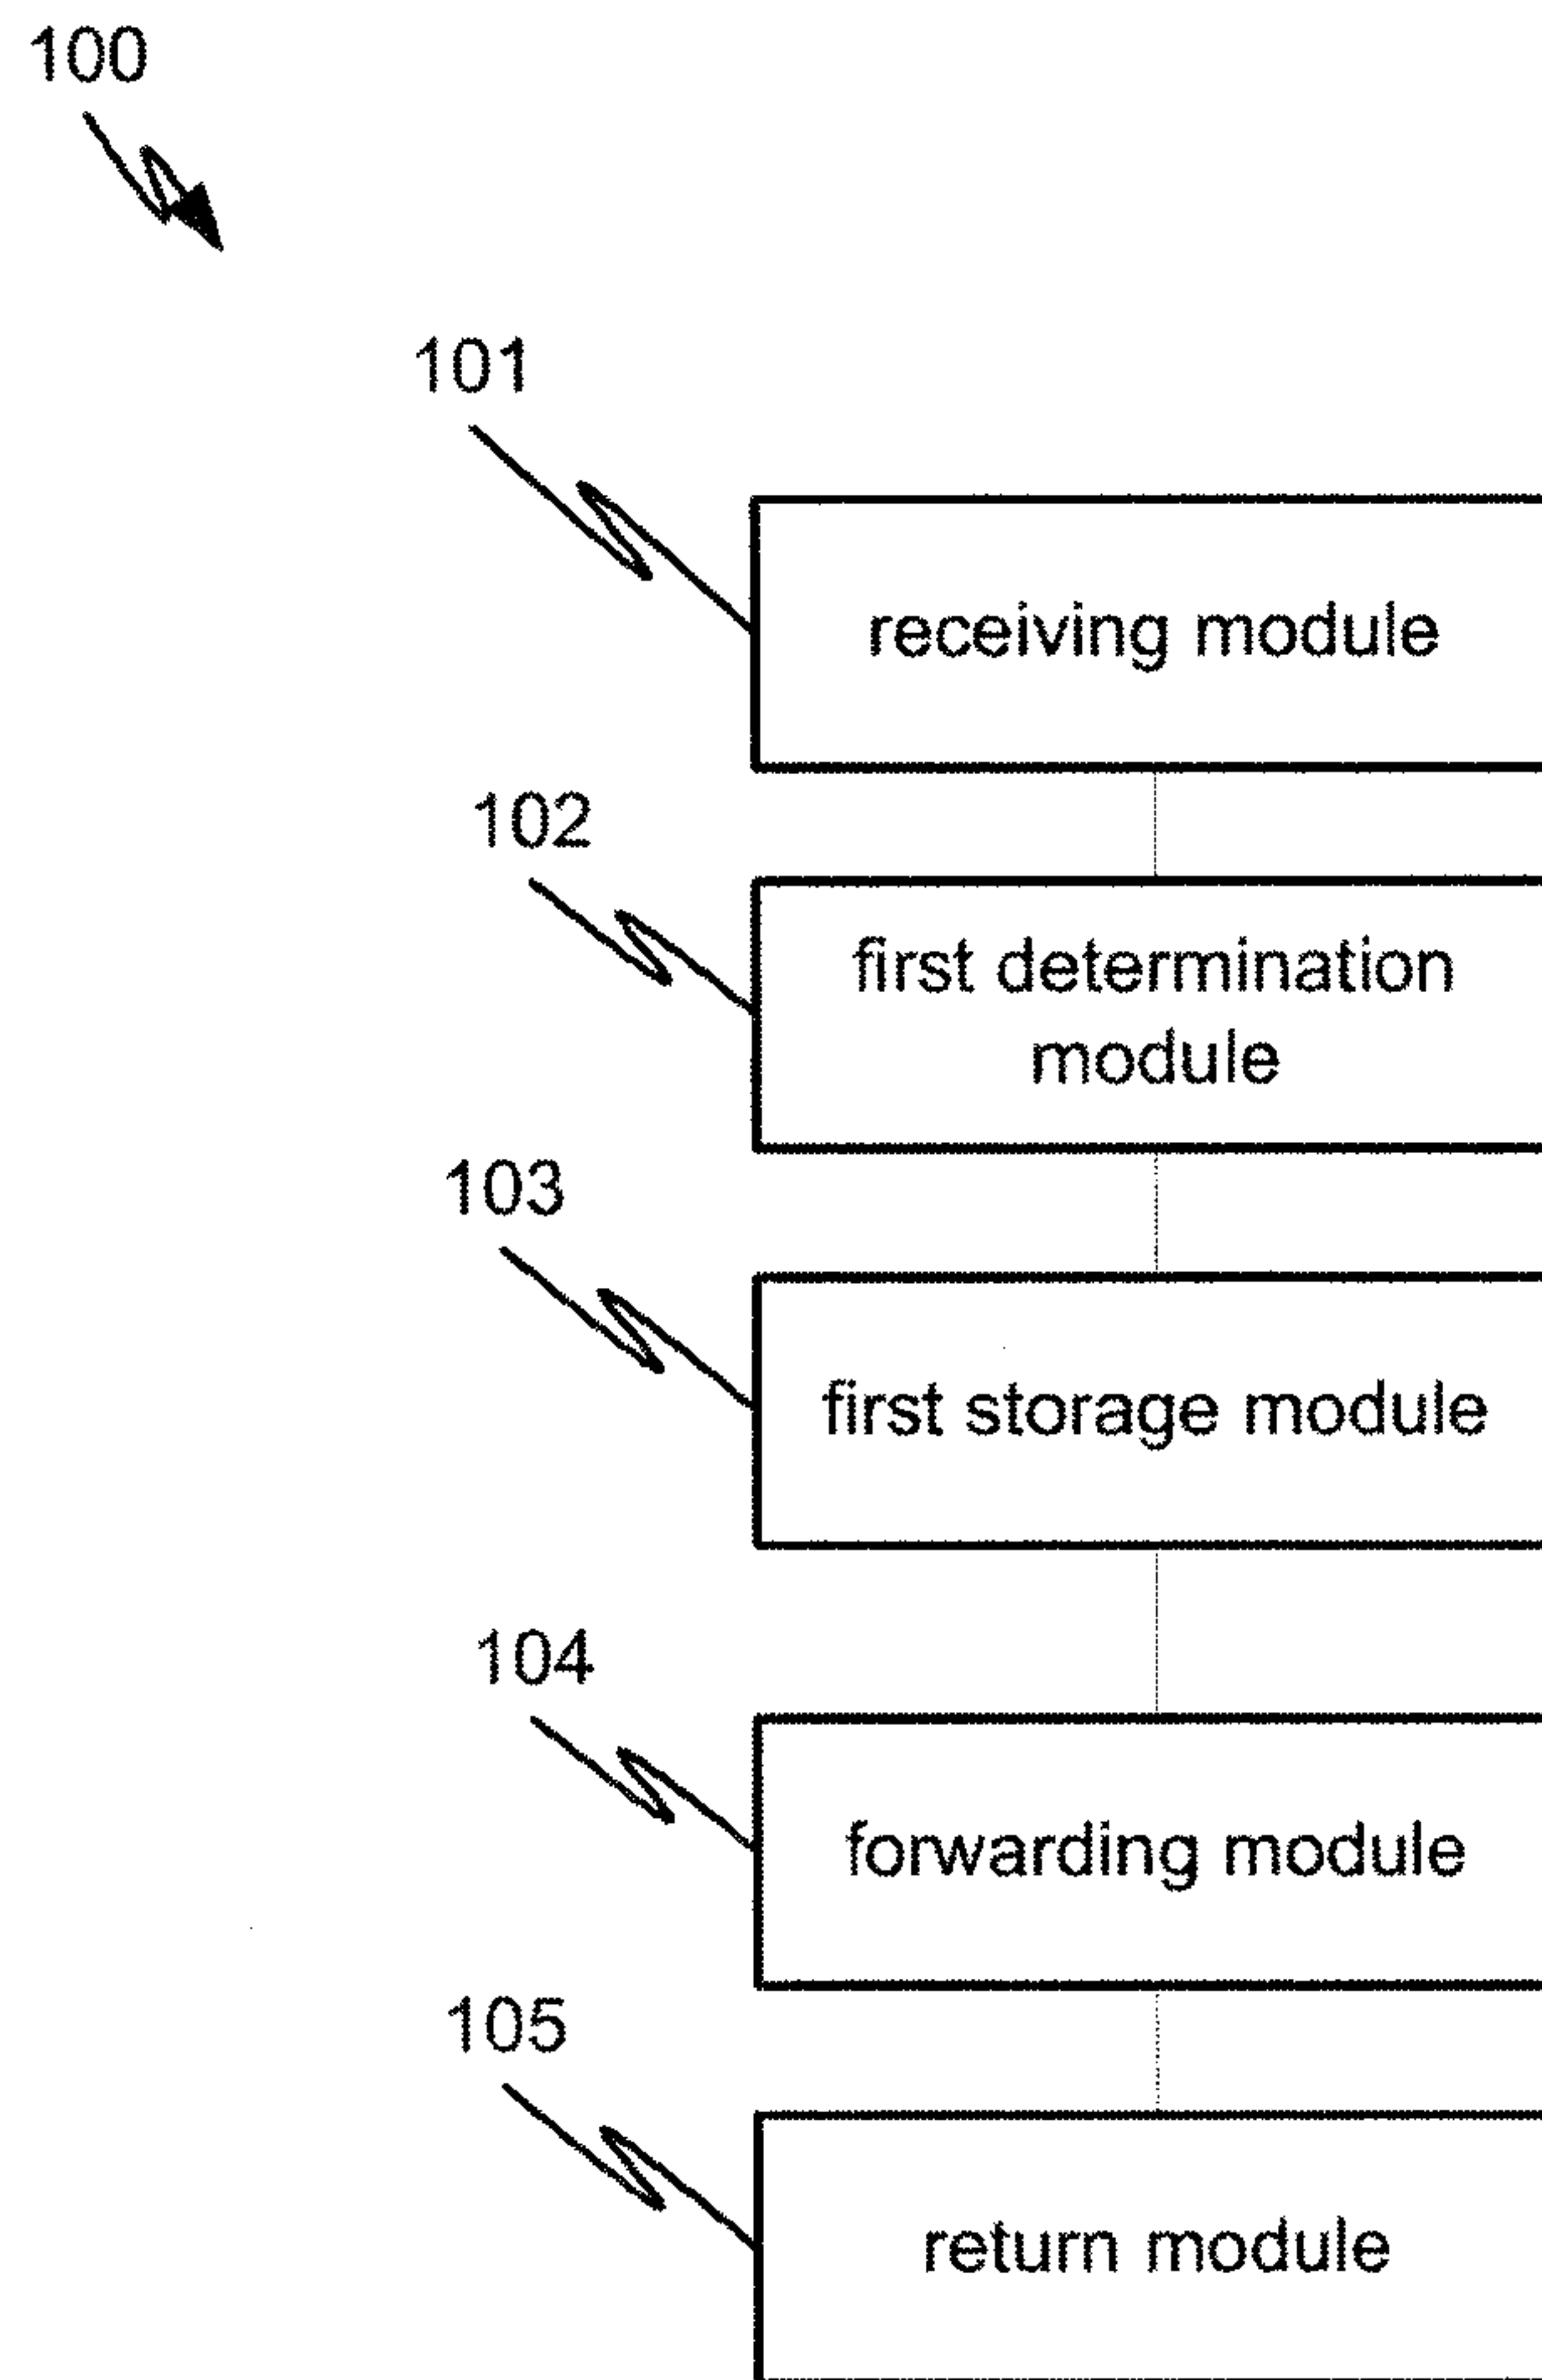 100
101
receiving module
102
first determination
module
103
first storage module
104
forwarding module
105
return module